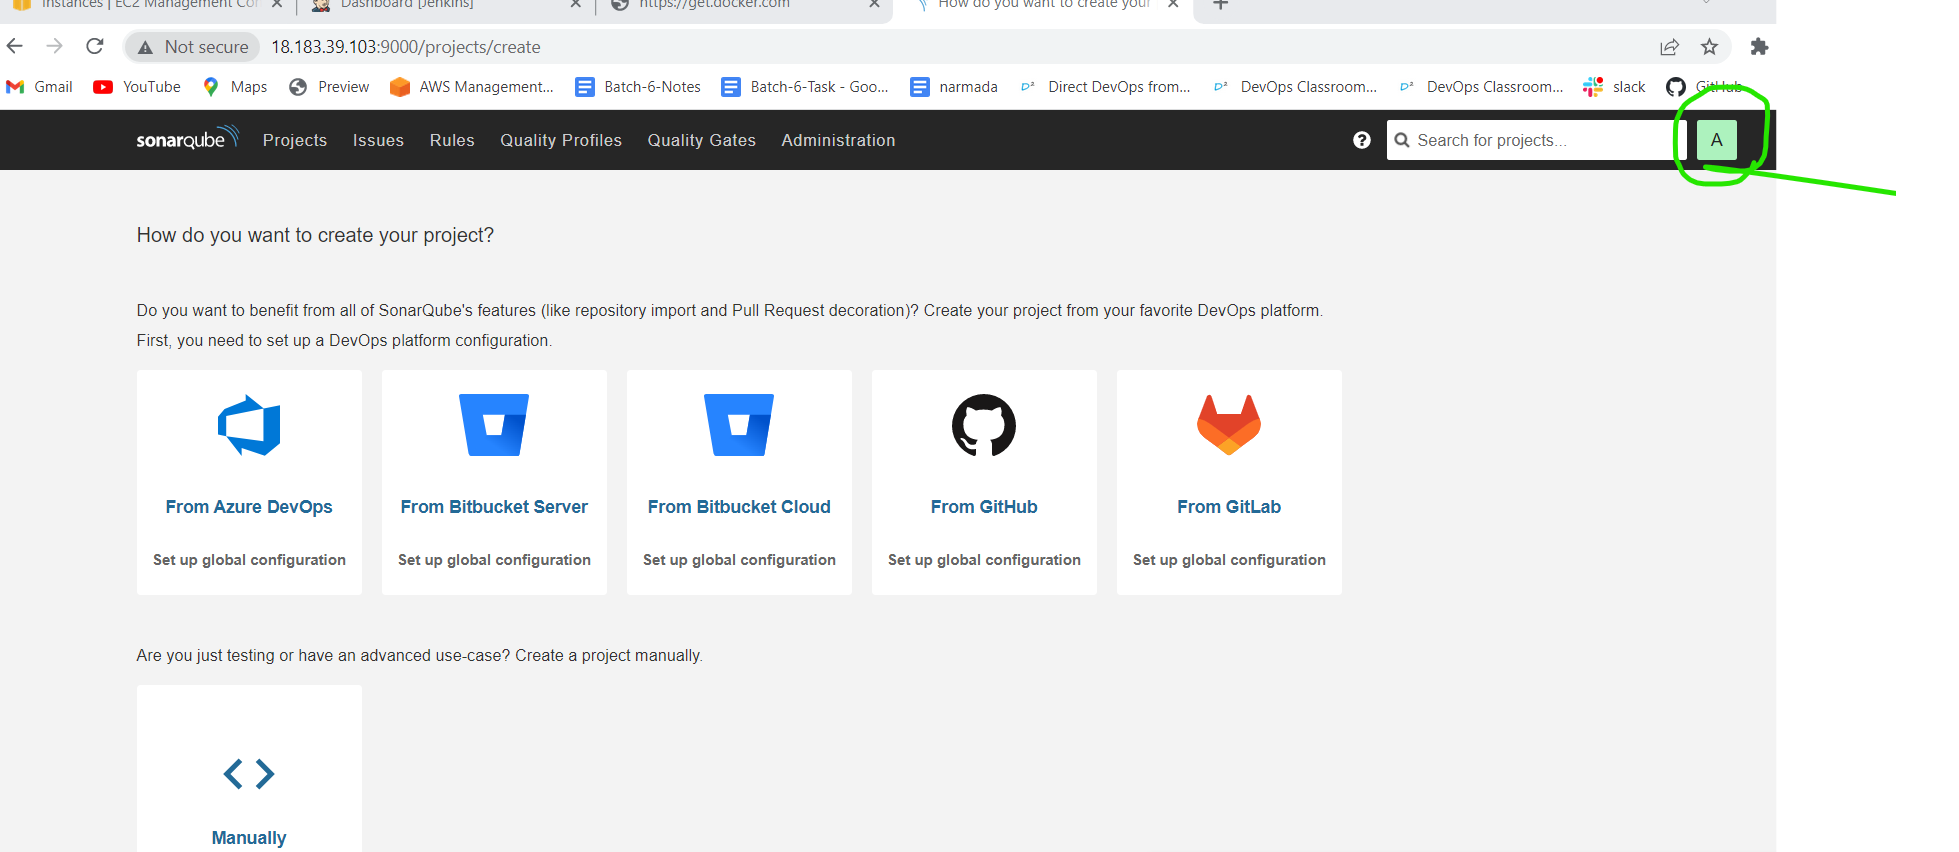 Instances | EC2 Management Con
Dashboard [Jenkins]
https://get.docker.com
How do you want to create your
Not secure
18.183.39.103:9000/projects/create
Gmail
YouTube
Maps
Preview
AWS Management...
Batch-6-Notes
Batch-6-Task - Goo...
narmada
D² Direct DevOps from...
D² DevOps Classroom...
D² DevOps Classroom...
slack
GitHub
sonarqube
Projects
Issues
Rules
Quality Profiles
Quality Gates
Administration
?
Search for projects...
A
How do you want to create your project?
Do you want to benefit from all of SonarQube's features (like repository import and Pull Request decoration)? Create your project from your favorite DevOps platform.
First, you need to set up a DevOps platform configuration.
From Azure DevOps
From Bitbucket Server
From Bitbucket Cloud
From GitHub
From GitLab
Set up global configuration
Set up global configuration
Set up global configuration
Set up global configuration
Set up global configuration
Are you just testing or have an advanced use-case? Create a project manually.
Manually